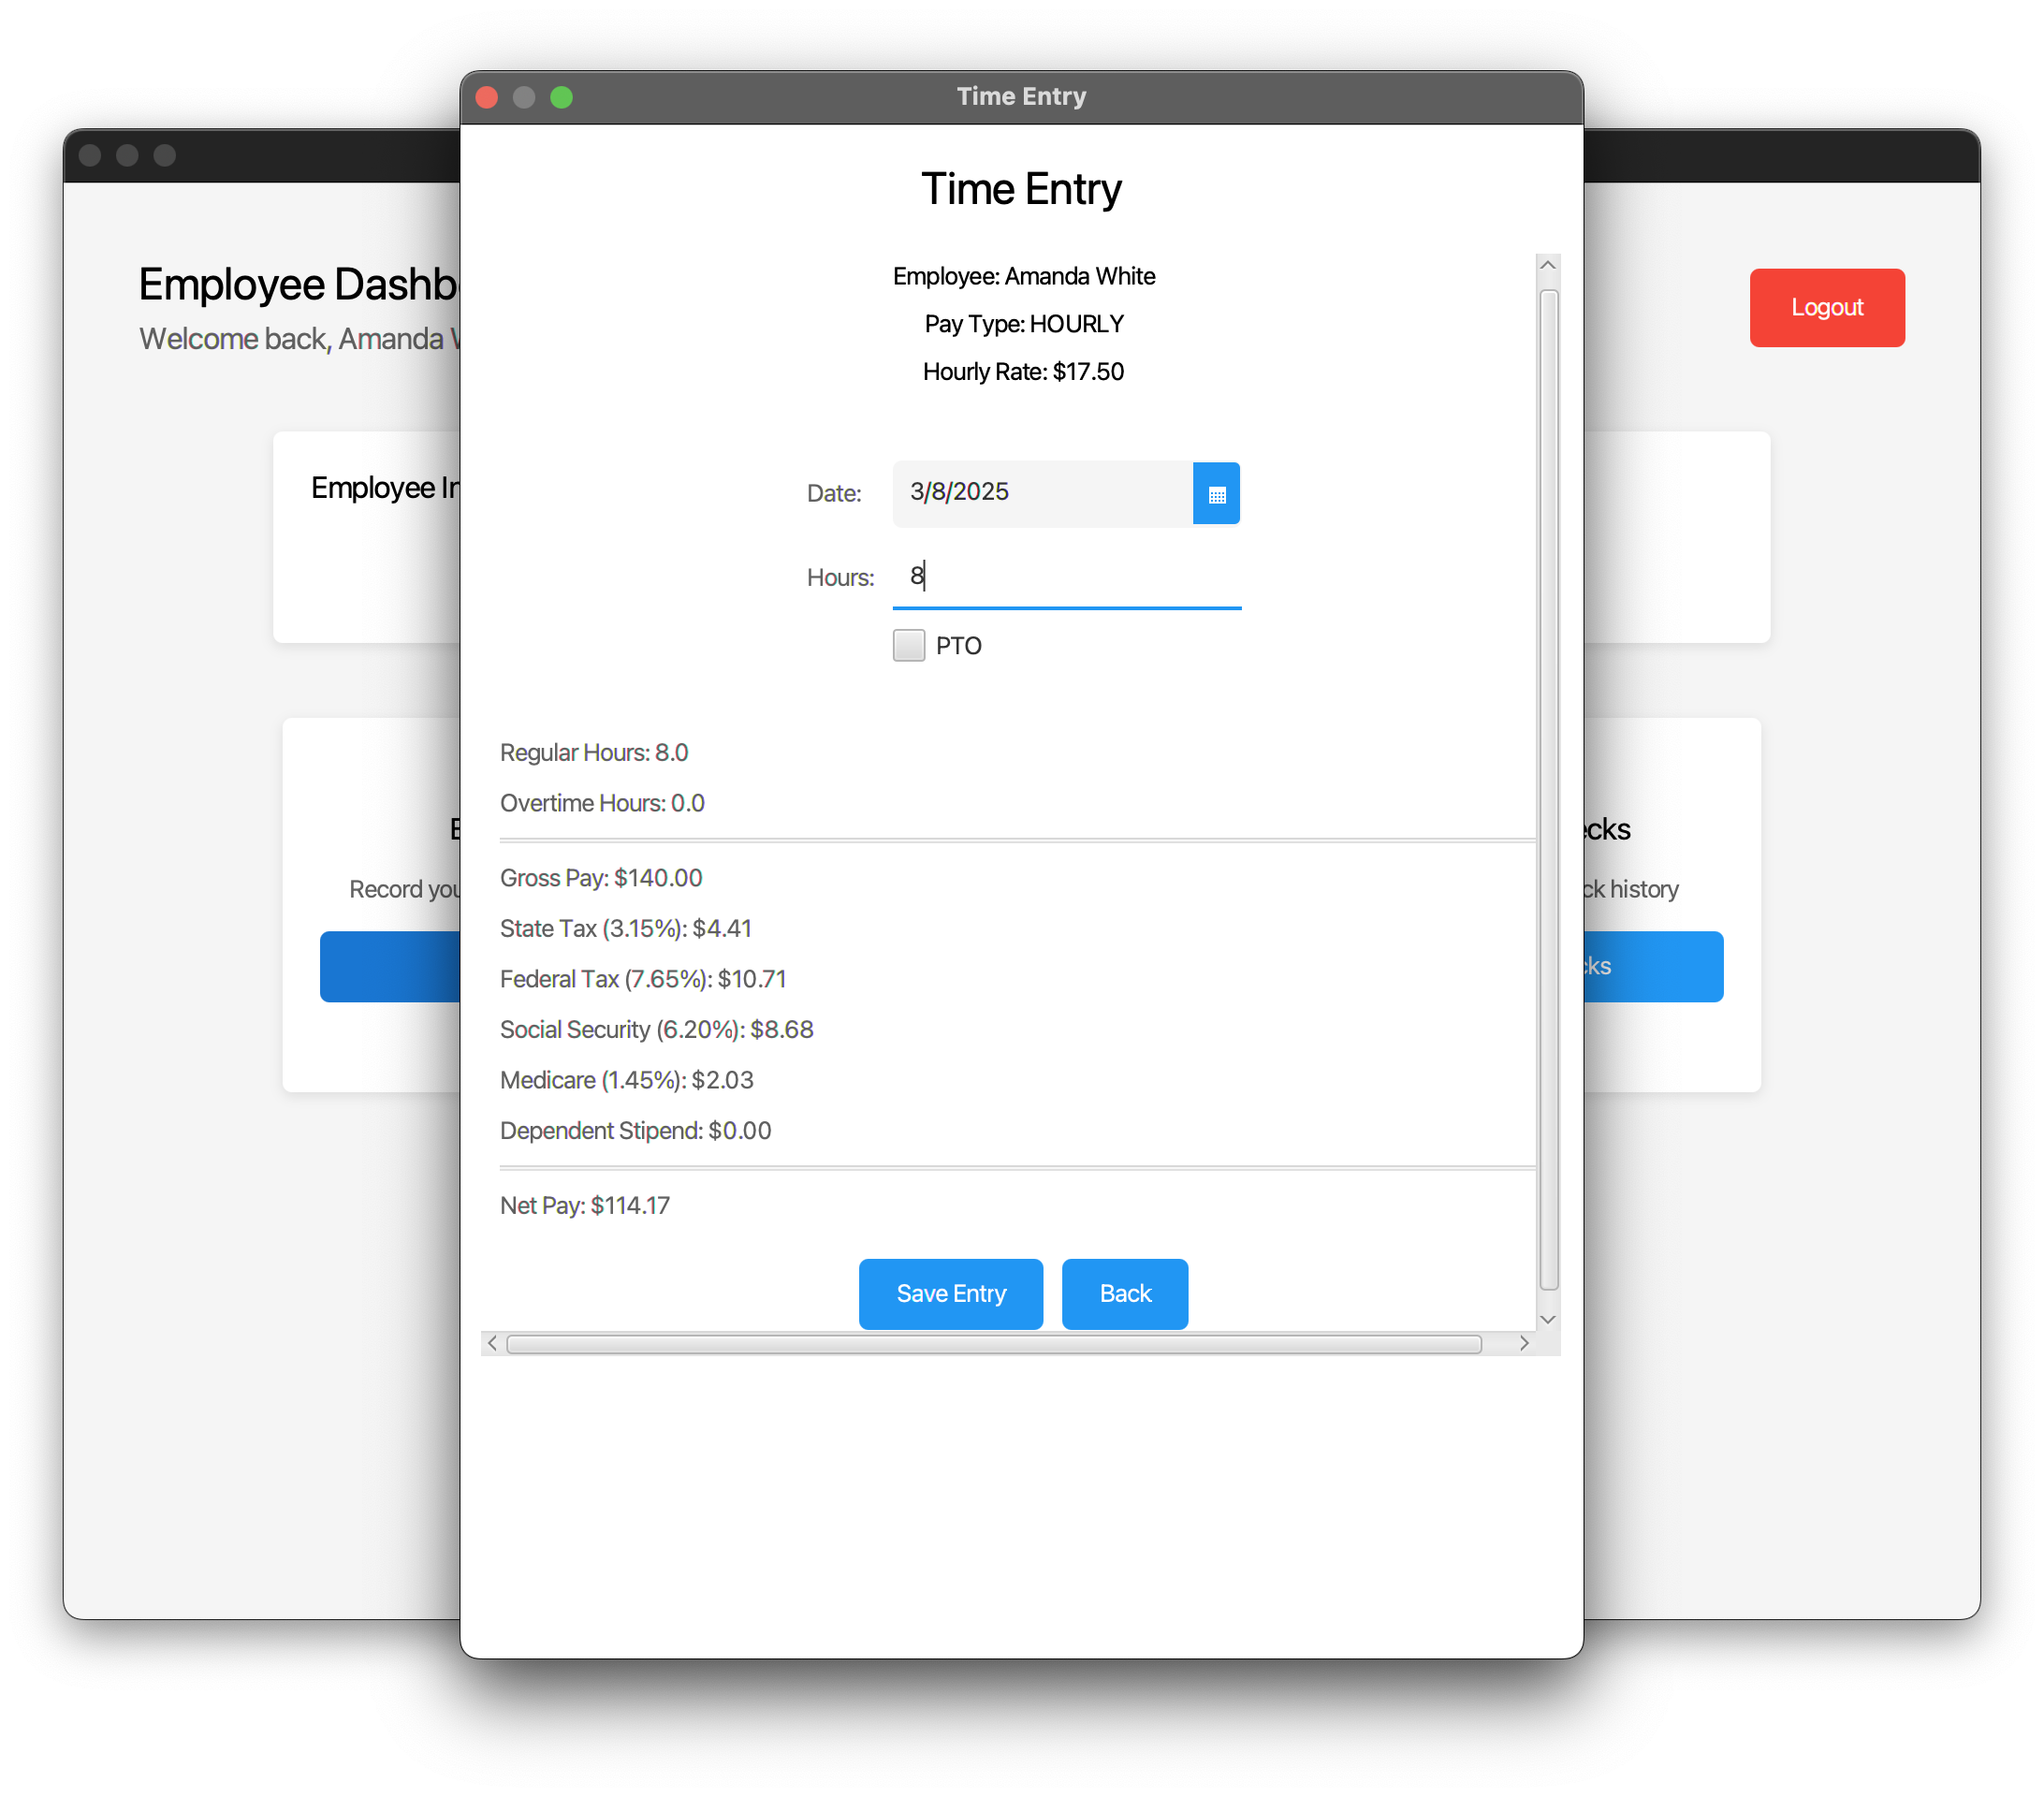 Time Entry
Time Entry
Employee Dashb
Welcome back, Amanda
Logout
Employee: Amanda White
Pay Type: HOURLY
Hourly Rate: $17.50
Employee In
Date: 3/8/2025
Hours: 8
PTO
Regular Hours: 8.0
Overtime Hours: 0.0
Record you
ecks
ck history
cks
Gross Pay: $140.00
State Tax (3.15%): $4.41
Federal Tax (7.65%): $10.71
Social Security (6.20%): $8.68
Medicare (1.45%): $2.03
Dependent Stipend: $0.00
Net Pay: $114.17
Save Entry
Back